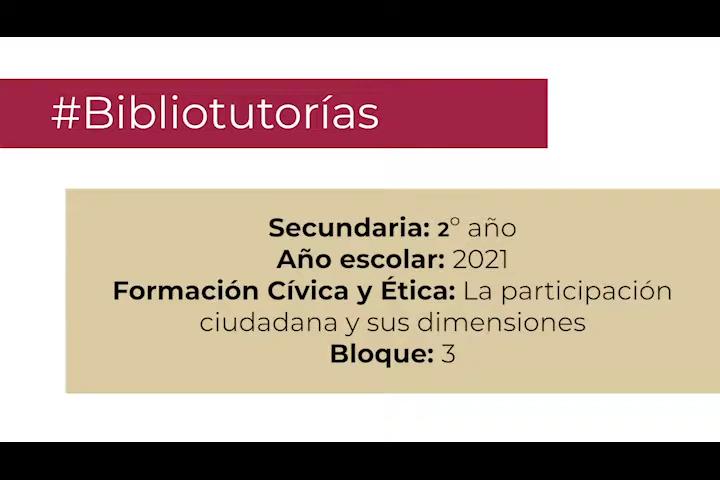 #Bibliotutorías
Secundaria: 2° año
Año escolar: 2021
Formación Cívica y Ética: La participación
ciudadana y sus dimensiones
Bloque: 3